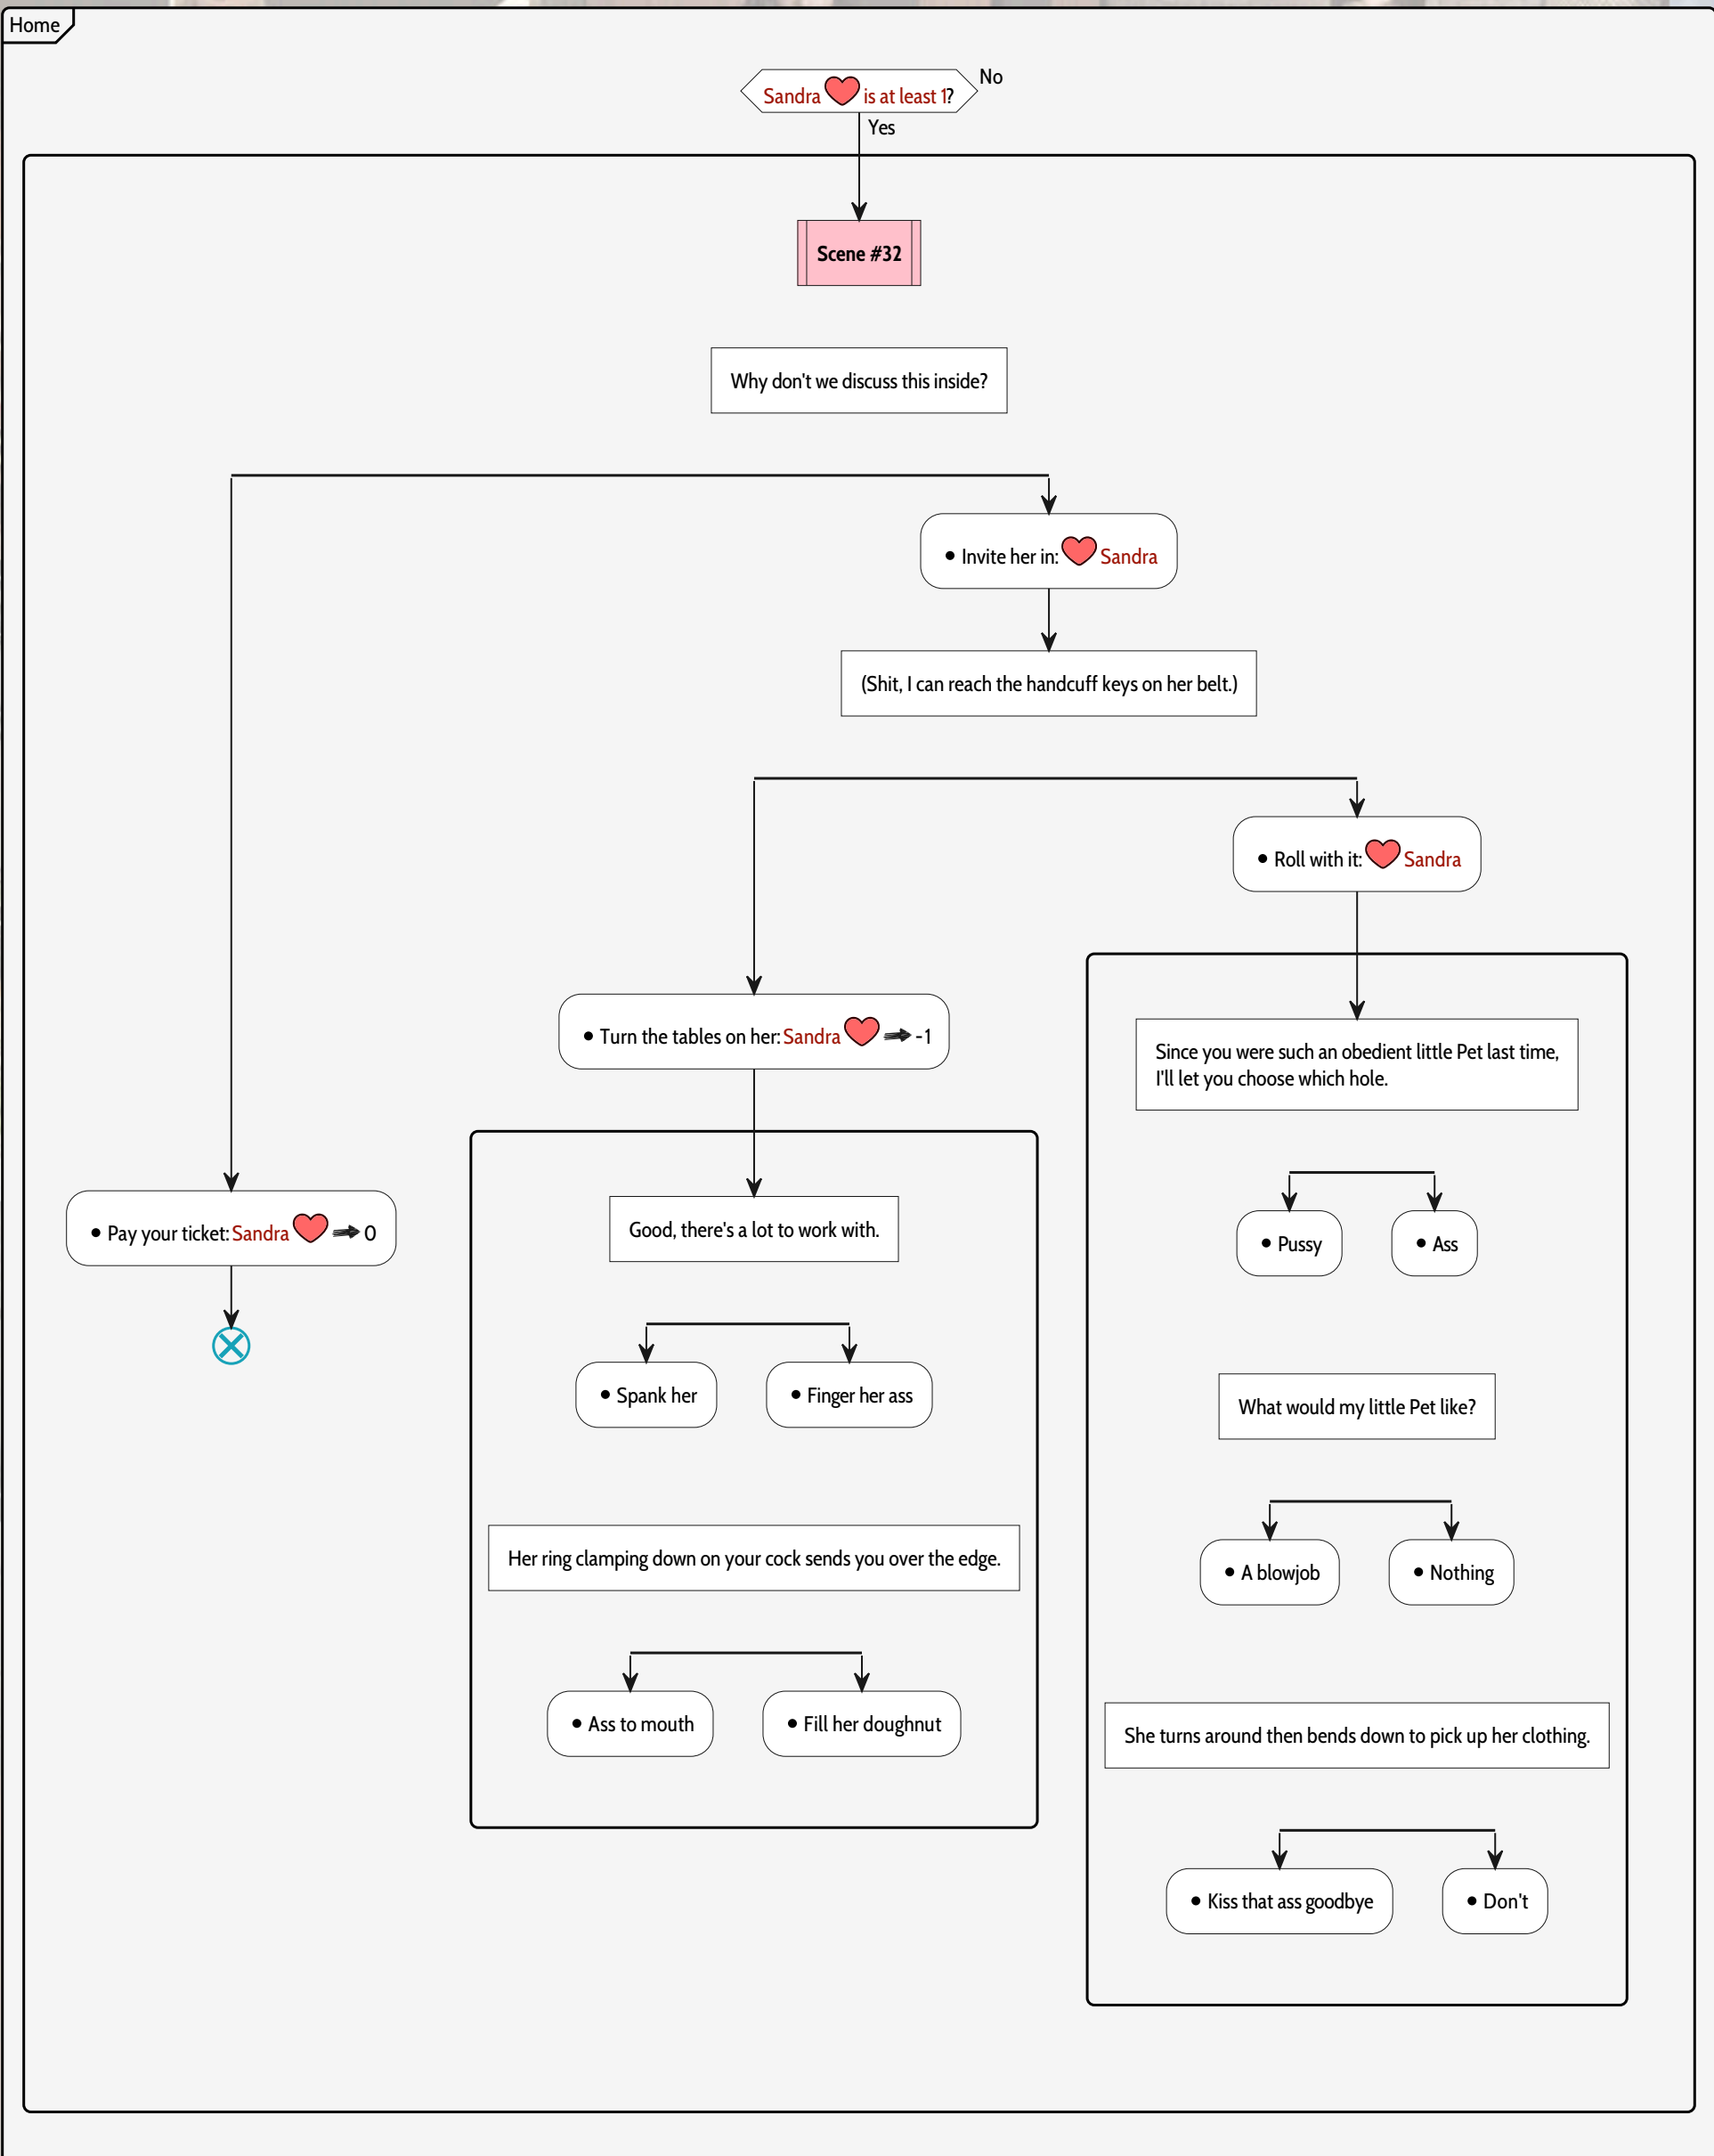 Home
Sandra is at least 1?
No
Yes
Scene #32
Why don't we discuss this inside?
• Invite her in: Sandra
(Shit, I can reach the handcuff keys on her belt.)
• Roll with it: Sandra
• Turn the tables on her: Sandra -1
Since you were such an obedient little Pet last time,
I'll let you choose which hole.
• Pay your ticket: Sandra 0
Good, there's a lot to work with.
• Pussy
• Ass
• Spank her
• Finger her ass
What would my little Pet like?
Her ring clamping down on your cock sends you over the edge.
• A blowjob
• Nothing
• Ass to mouth
• Fill her doughnut
She turns around then bends down to pick up her clothing.
• Kiss that ass goodbye
• Don't